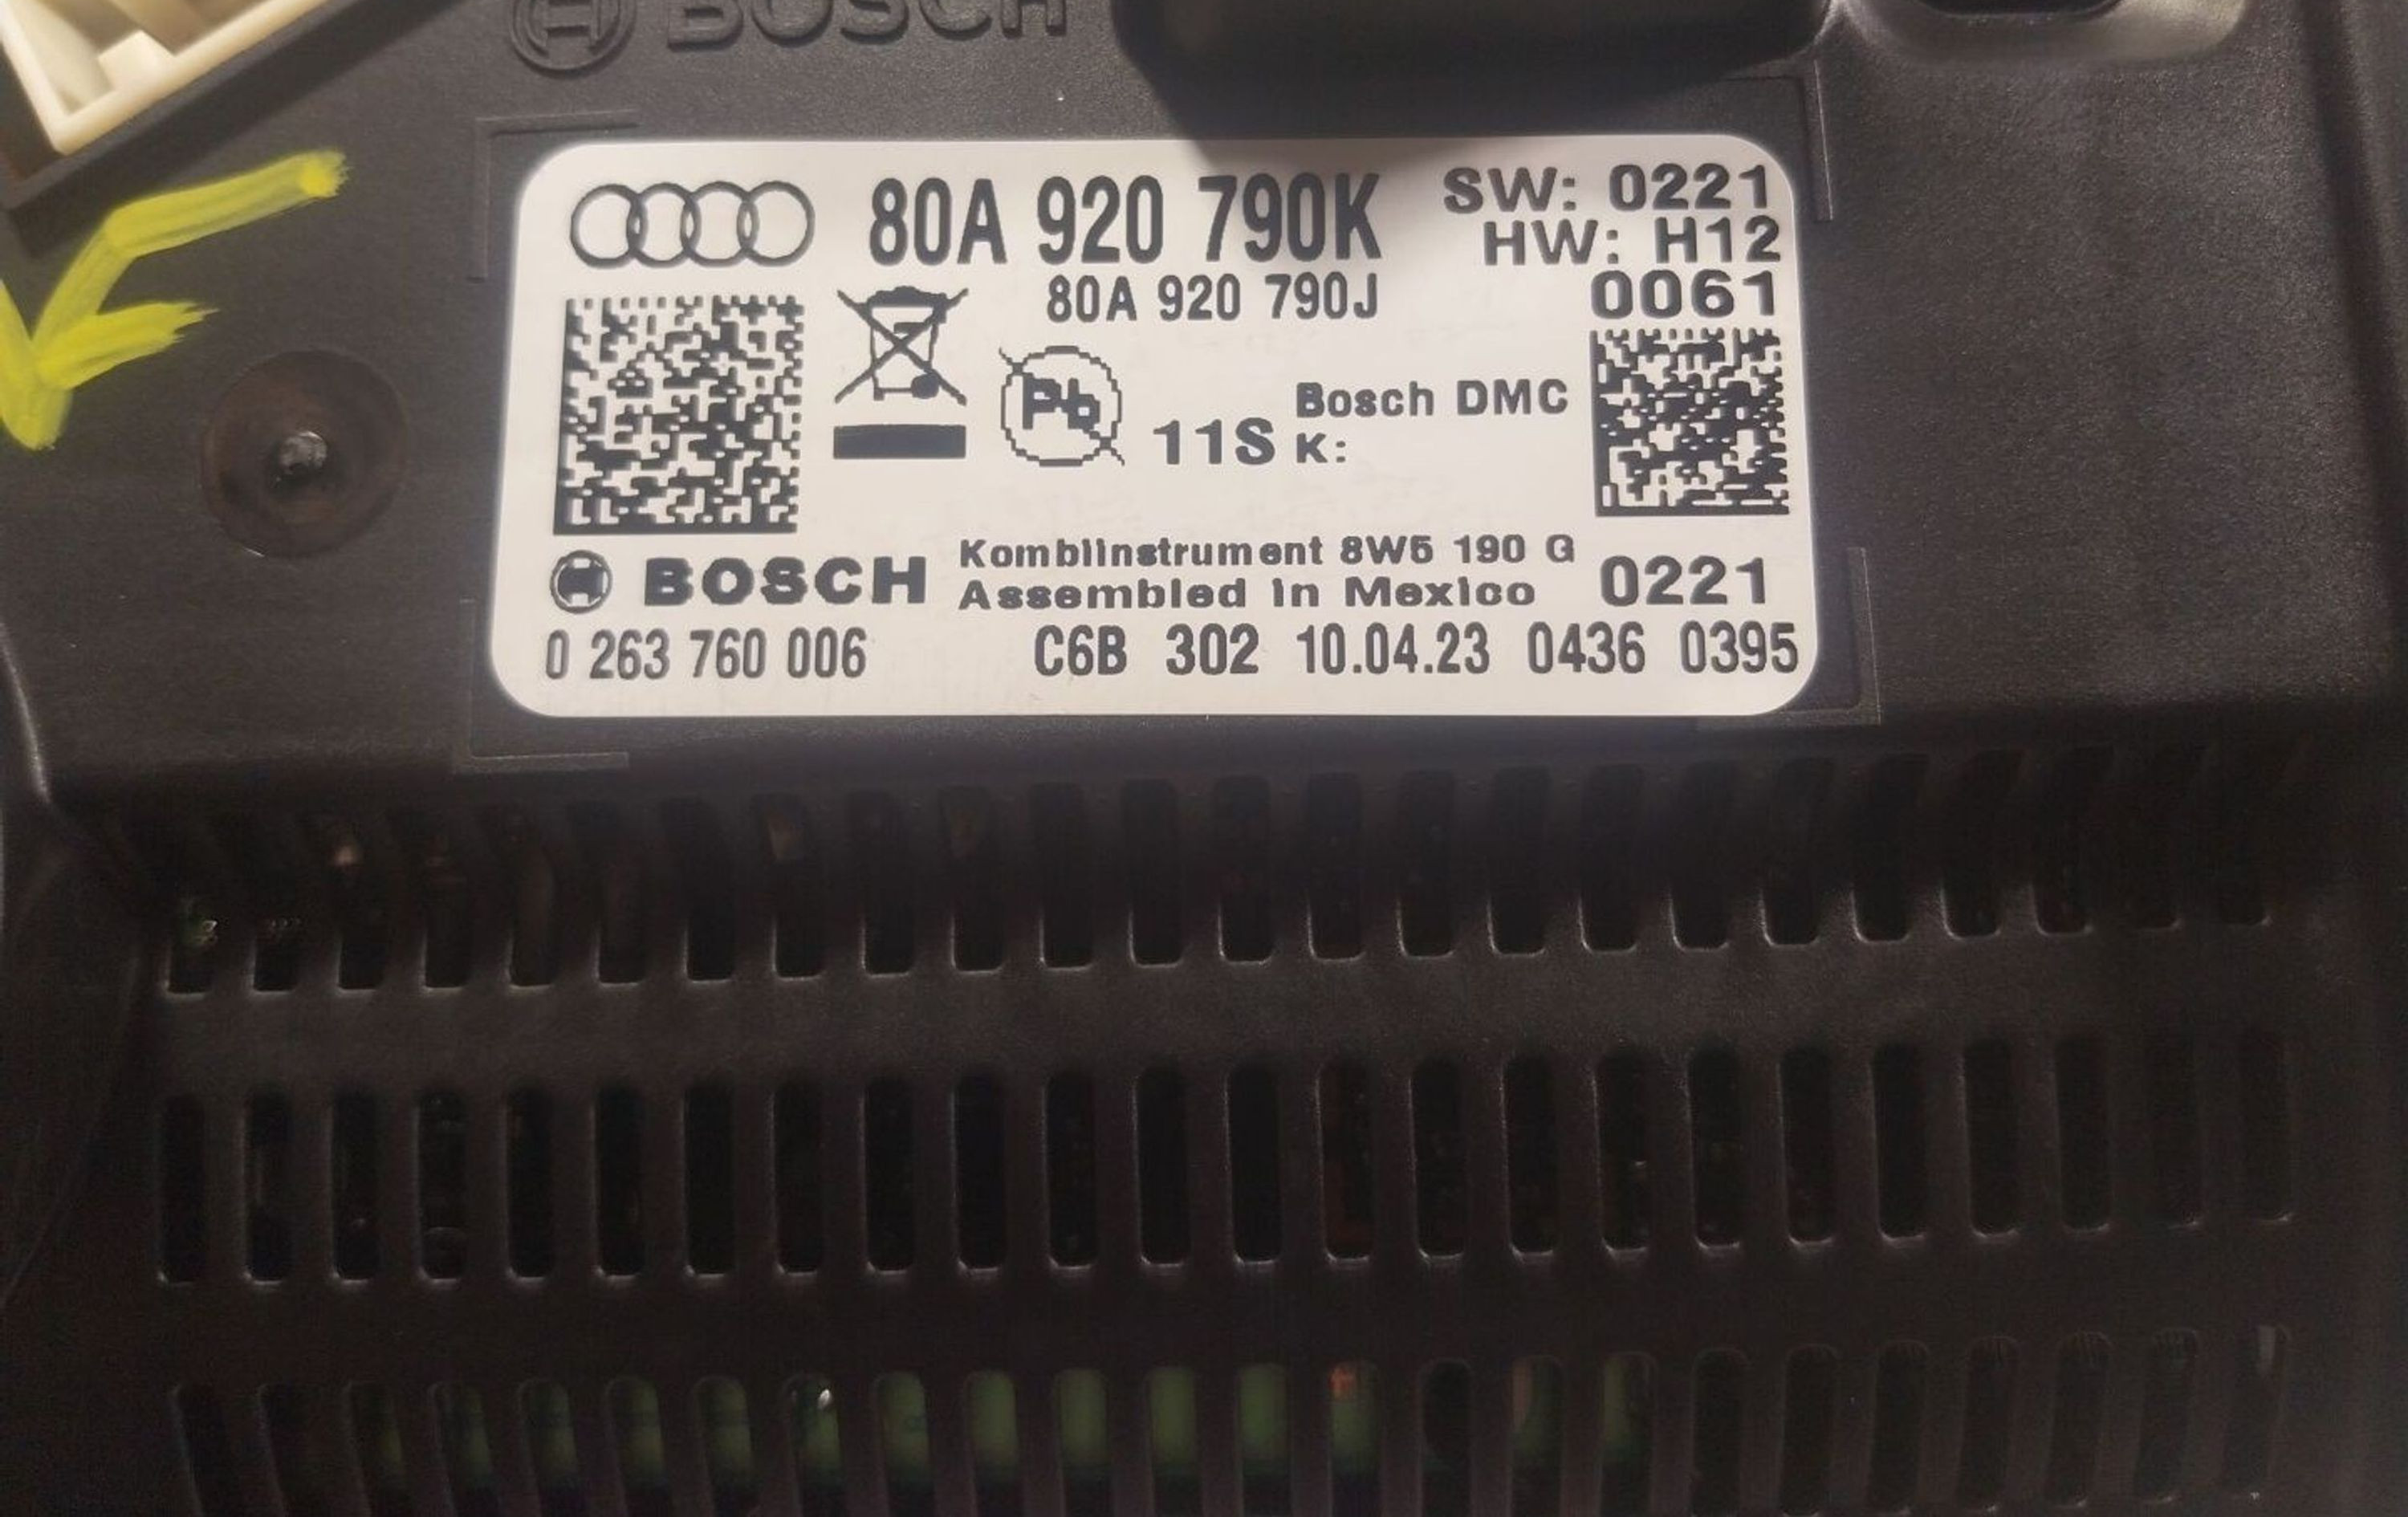 BOSCH
80A 920 790K
SW: 0221
HW: H12
80A 920 790J
0061
Pb
11S
Bosch DMC
K:
BOSCH
Kombiinstrument 8W5 190 G
Assembled in Mexico
0221
0 263 760 006
C6B 302 10.04.23 0436 0395